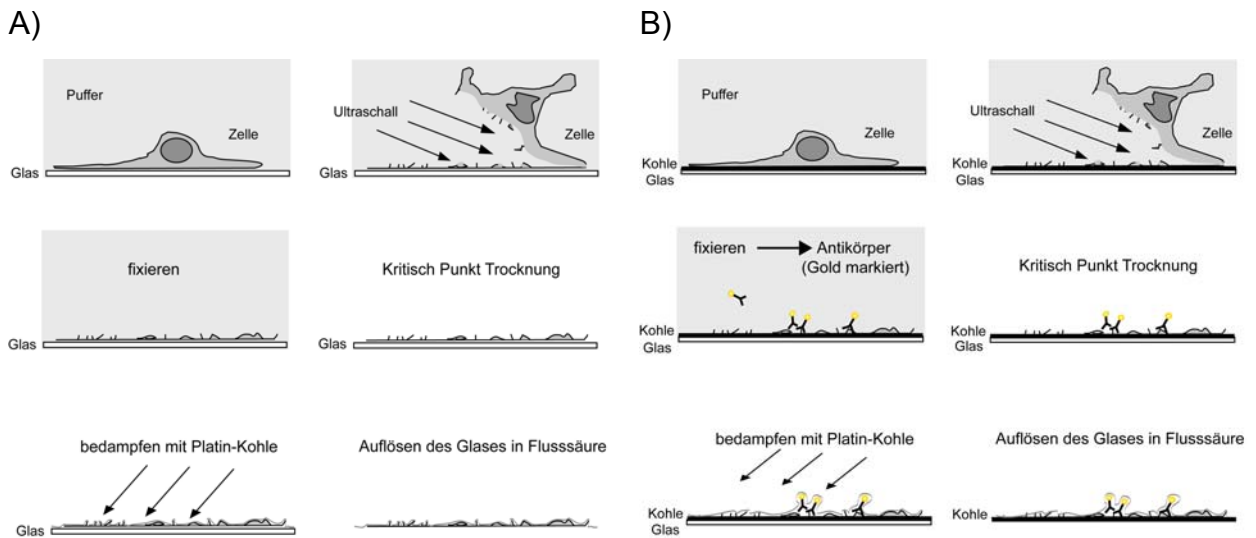 A)
Puffer
Zelle
Glas
Ultraschall
Zelle
fixieren
Glas
Kritisch Punkt Trocknung
Glas
bedampfen mit Platin-Kohle
Glas
Auflösen des Glases in Flusssäure
B)
Puffer
Zelle
Kohle
Glas
Ultraschall
Zelle
Kohle
Glas
fixieren
Antikörper
(Gold markiert)
Kohle
Glas
Kritisch Punkt Trocknung
Kohle
Glas
bedampfen mit Platin-Kohle
Kohle
Glas
Auflösen des Glases in Flusssäure
Kohle